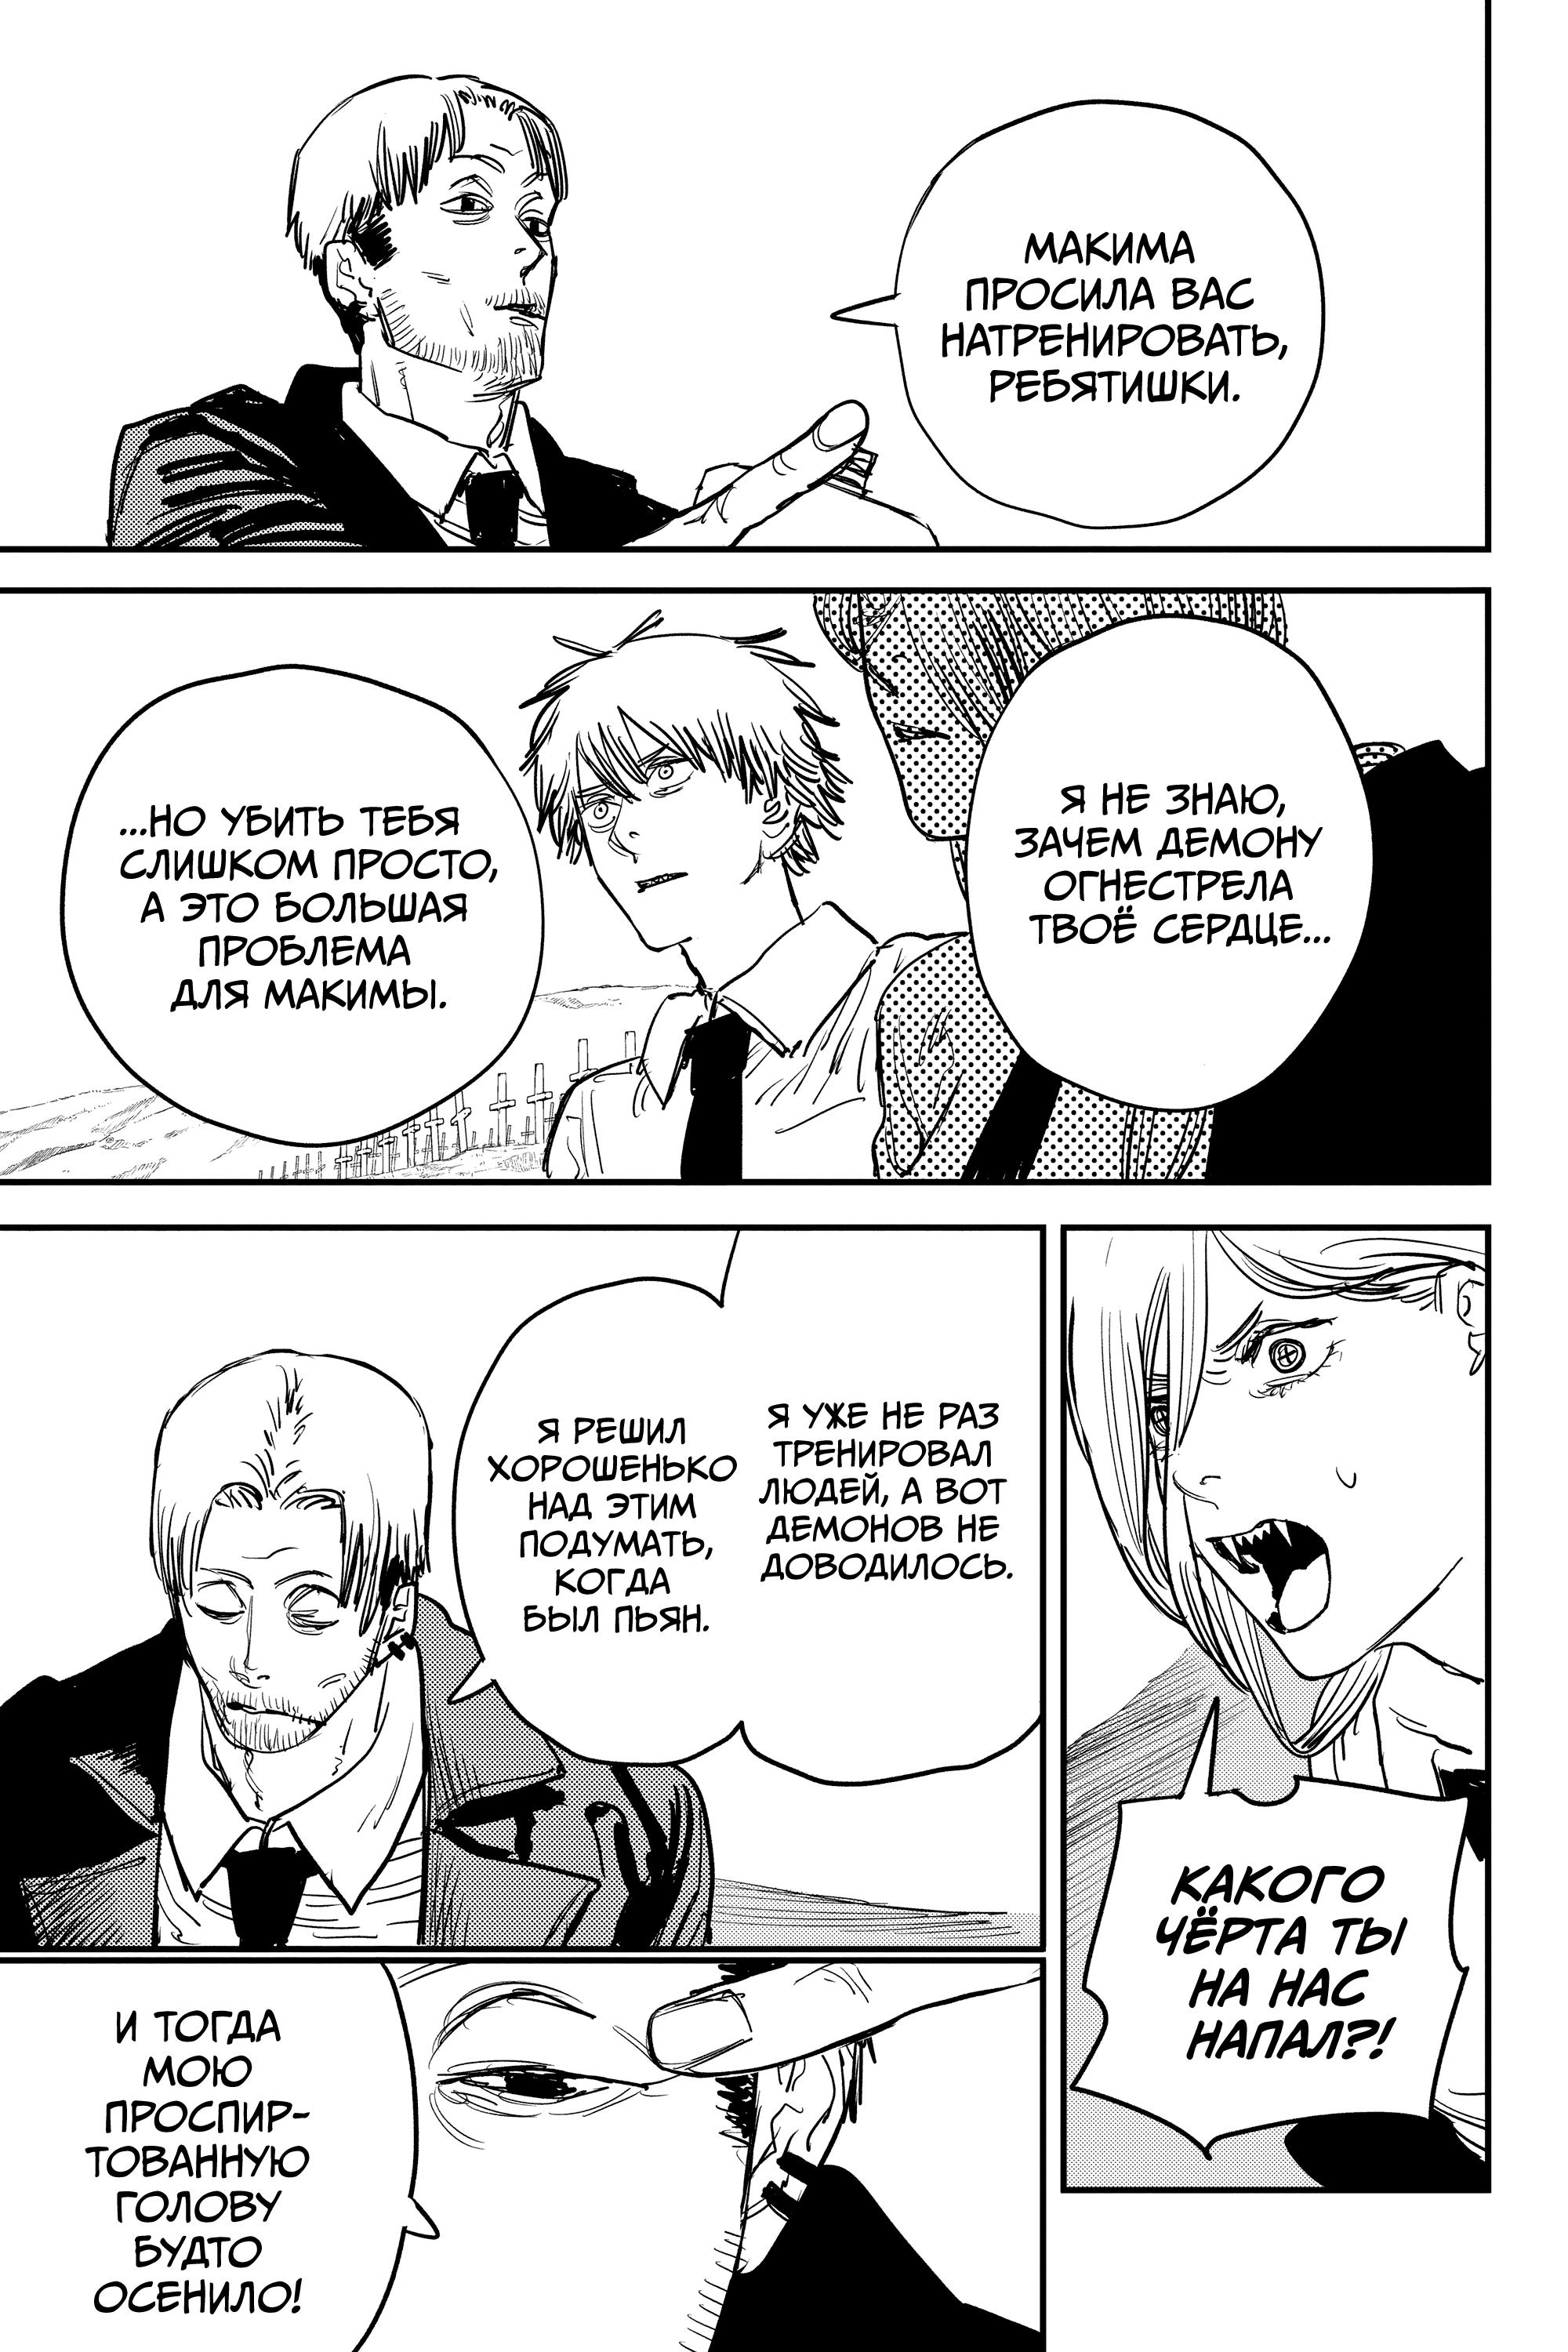 МАКИМА
ПРОСИЛА ВАС
НАТРЕНИРОВАТЬ,
РЕБЯТИШКИ.
Я НЕ ЗНАЮ,
ЗАЧЕМ ДЕМОНУ
ОГНЕСТРЕЛА
ТВОЁ СЕРДЦЕ...
...НО УБИТЬ ТЕБЯ
СЛИШКОМ ПРОСТО,
А ЭТО БОЛЬШАЯ
ПРОБЛЕМА
ДЛЯ МАКИМЫ.
КАКОГО
ЧЁРТА ТЫ
НА НАС
НАПАЛ?!
Я УЖЕ НЕ РАЗ
ТРЕНИРОВАЛ
ЛЮДЕЙ, А ВОТ
ДЕМОНОВ НЕ
ДОВОДИЛОСЬ.
Я РЕШИЛ
ХОРОШЕНЬКО
НАД ЭТИМ
ПОДУМАТЬ,
КОГДА
БЫЛ ПЬЯН.
И ТОГДА
МОЮ
ПРОСПИР-
ТОВАННУЮ
ГОЛОВУ
БУДТО
ОСЕНИЛО!